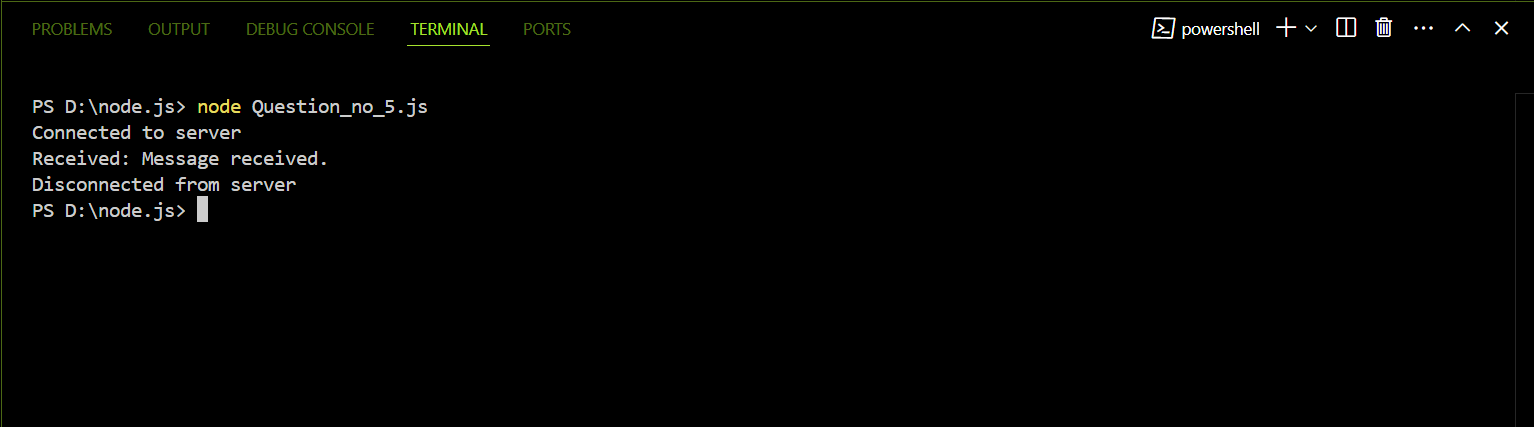 PROBLEMS OUTPUT DEBUG CONSOLE TERMINAL PORTS powershell
PS D:\node.js> node Question_no_5.js
Connected to server
Received: Message received.
Disconnected from server
PS D:\node.js>